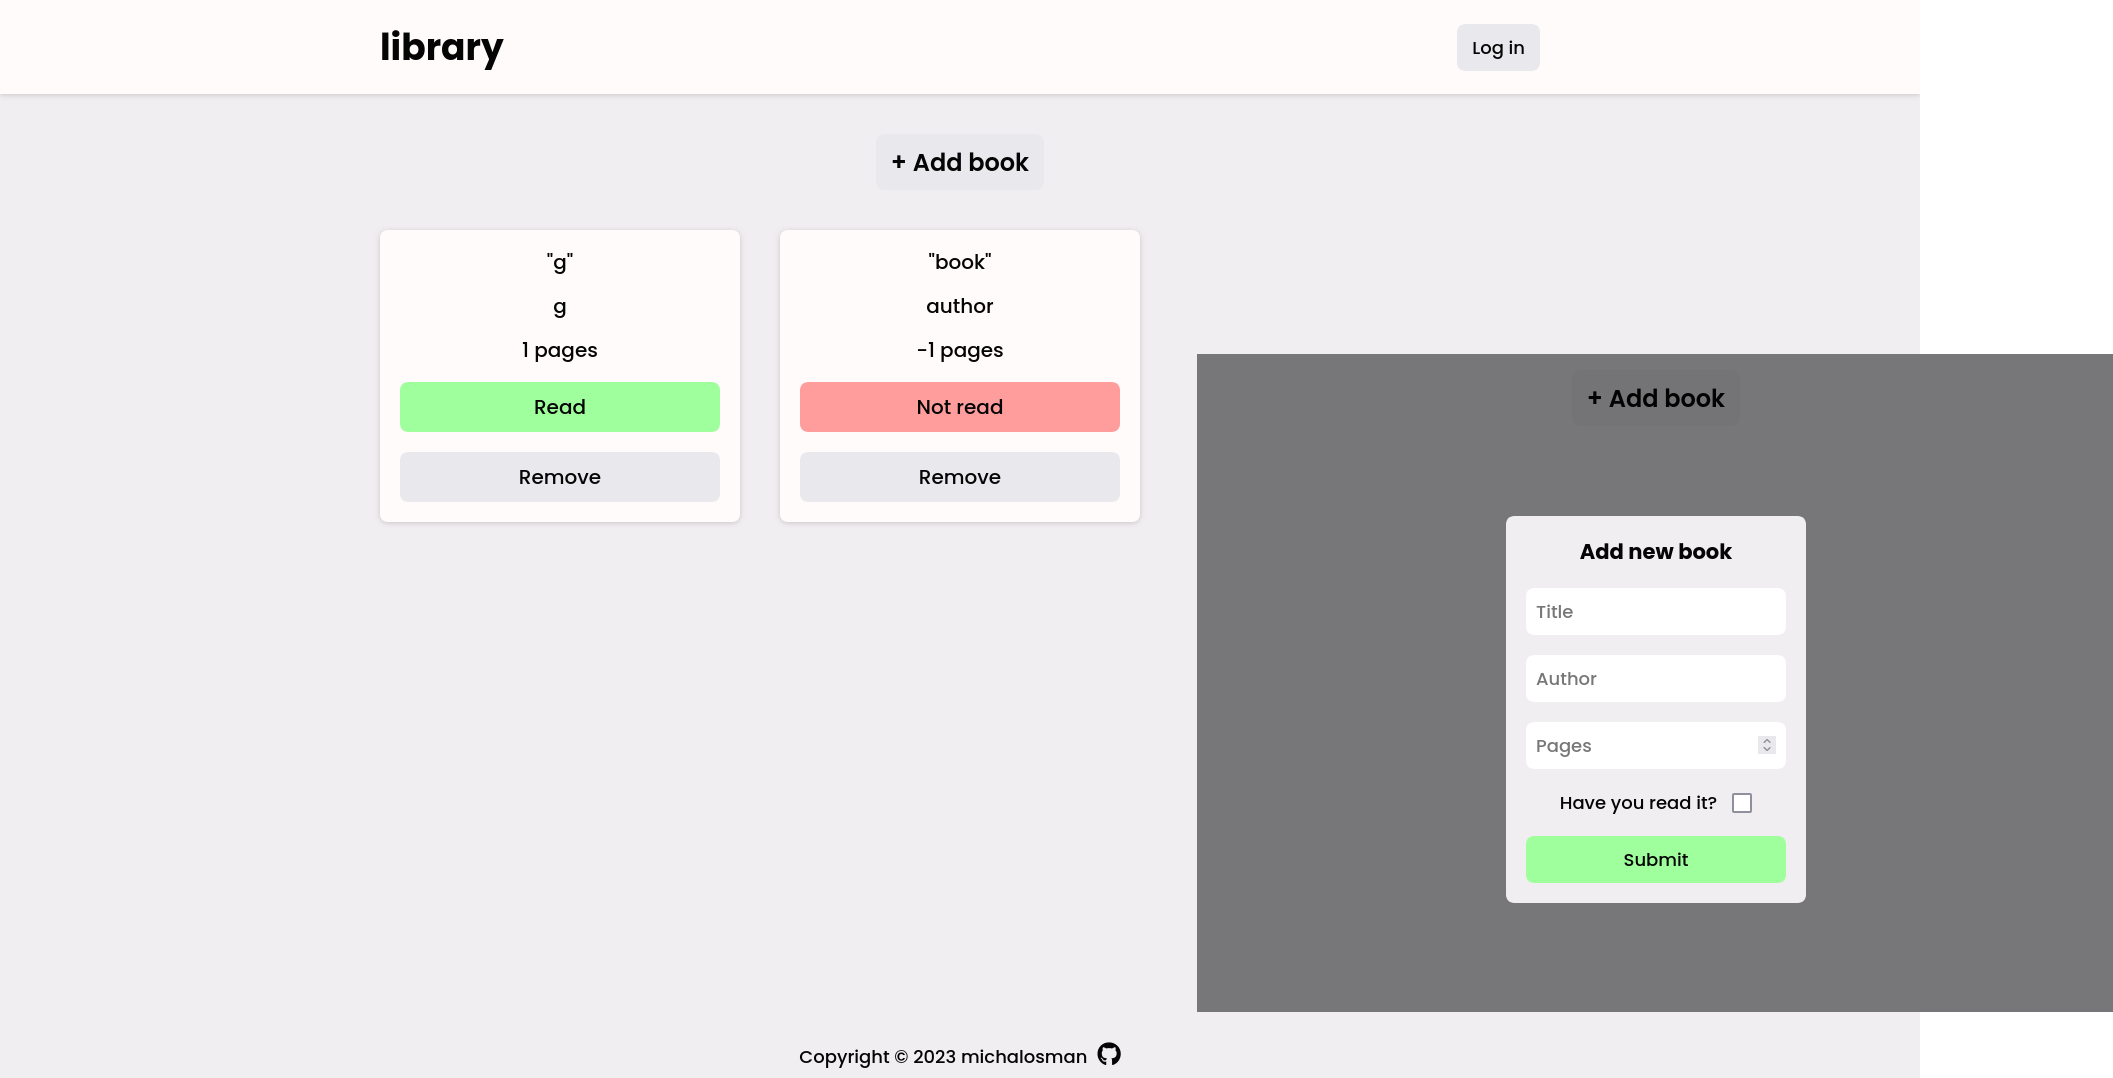 library
Log in
+ Add book
"g"
g
1 pages
Read
Remove
"book"
author
-1 pages
Not read
Remove
+ Add book
Add new book
Title
Author
Pages
Have you read it?
Submit
Copyright © 2023 michalosman